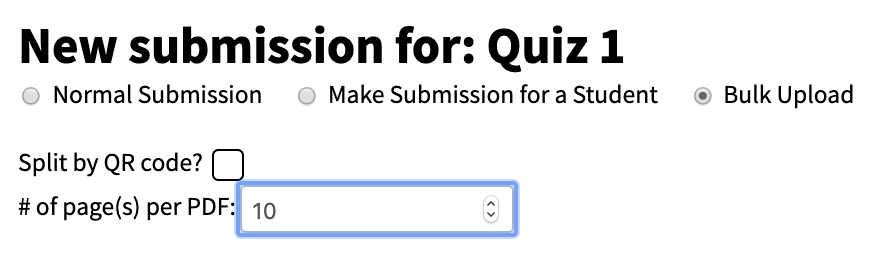 New submission for: Quiz 1
Normal Submission Make Submission for a Student Bulk Upload
Split by QR code?
# of page(s) per PDF: 10